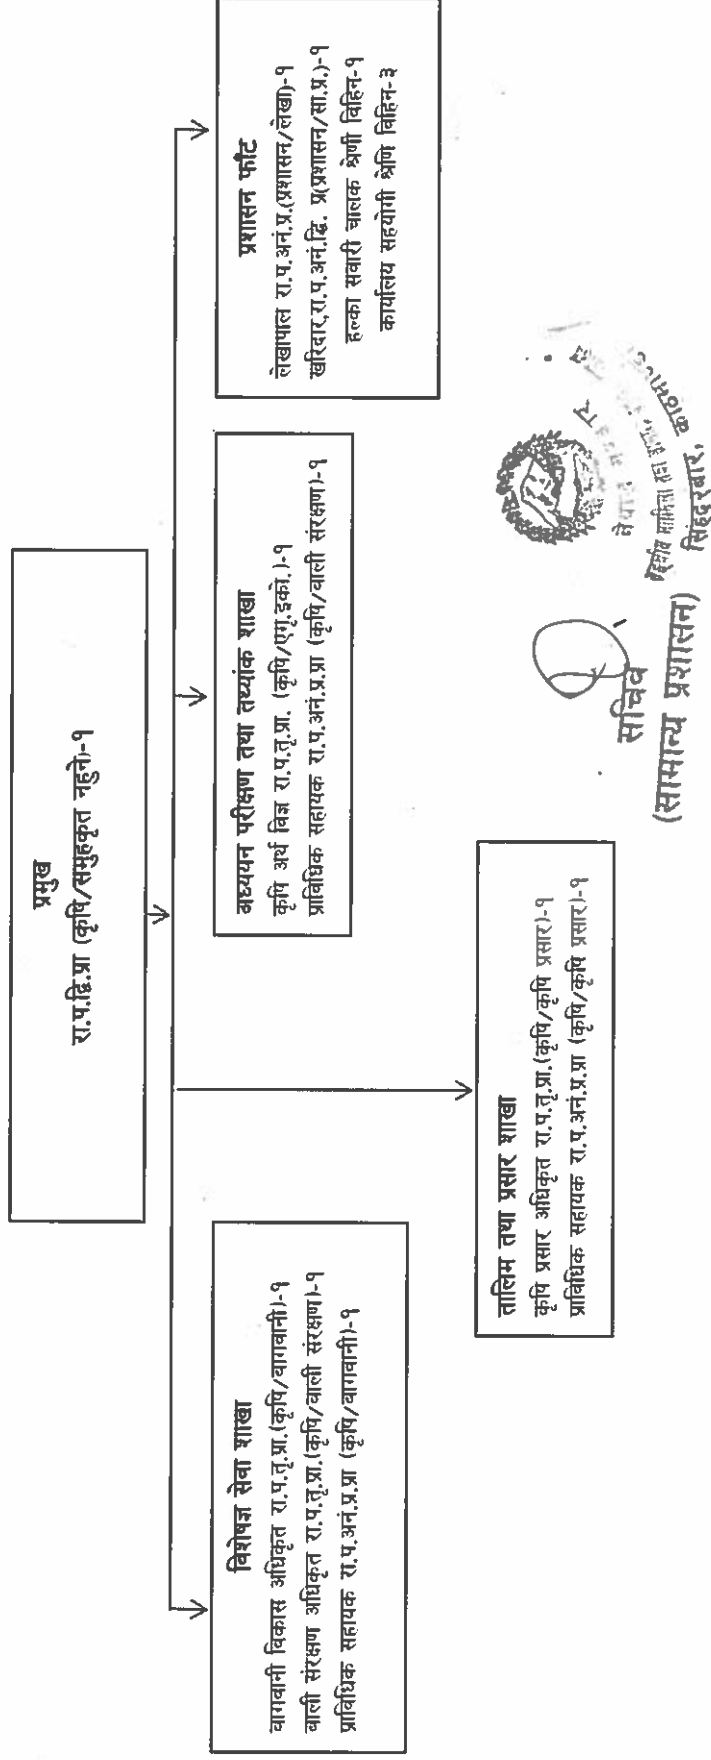 प्रमुख
रा.प.द्वि.प्रा (कृषि/समुहकृत नहुने)-१
विशेषज्ञ सेवा शाखा
बागवानी विकास अधिकृत रा.प.तृ.प्रा.(कृषि/बागवानी)-१
बाली संरक्षण अधिकृत रा.प.तृ.प्रा.(कृषि/बाली संरक्षण)-१
प्राविधिक सहायक रा.प.अनं.प्र.प्रा (कृषि/बागवानी)-१
तालिम तथा प्रसार शाखा
कृषि प्रसार अधिकृत रा.प.तृ.प्रा.(कृषि/कृषि प्रसार)-१
प्राविधिक सहायक रा.प.अनं.प्र.प्रा (कृषि/कृषि प्रसार)-१
अध्ययन परीक्षण तथा तथ्यांक शाखा
कृषि अर्थ विज्ञ रा.प.तृ.प्रा. (कृषि/एगृ.इको.)-१
प्राविधिक सहायक रा.प.अनं.प्र.प्रा (कृषि/बाली संरक्षण)-१
प्रशासन फाँट
लेखापाल रा.प.अनं.प्र.(प्रशासन/लेखा)-१
खरिदार,रा.प.अनं.द्वि. प्र(प्रशासन/सा.प्र.)-१
हल्का सवारी चालक श्रेणी विहिन-१
कार्यालय सहयोगी श्रेणि विहिन-३
सचिव
(सामान्य प्रशासन)
नेपाल सरकार
सिंहदरबार, काठमाण्डौ